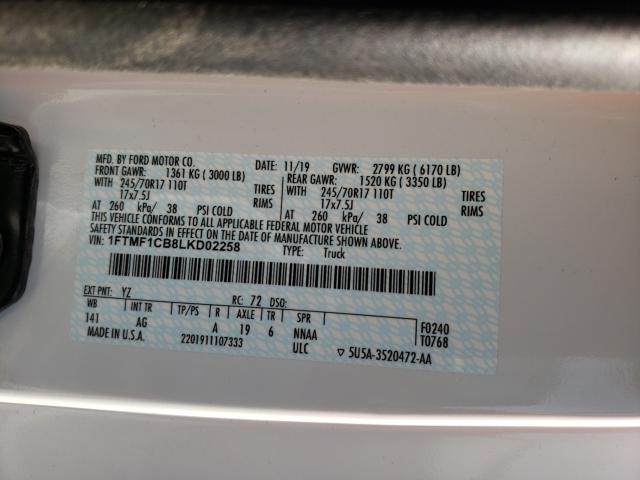 MFD. BY FORD MOTOR CO. DATE: 11/19 GVWR: 2799 KG ( 6170 LB)
FRONT GAWR: 1361 KG ( 3000 LB) REAR GAWR: 1520 KG ( 3350 LB)
WITH 245/70R17 110T TIRES WITH 245/70R17 110T TIRES
17x7.5J RIMS 17x7.5J RIMS
AT 260 kPa/ 38 PSI COLD AT 260 kPa/ 38 PSI COLD
THIS VEHICLE CONFORMS TO ALL APPLICABLE FEDERAL MOTOR VEHICLE
SAFETY STANDARDS IN EFFECT ON THE DATE OF MANUFACTURE SHOWN ABOVE.
VIN: 1FTMF1CB8LKD02258 TYPE: Truck
EXT PNT: YZ RC: 72 DSO:
WB INT TR TP/PS R AXLE TR SPR F0240
141 AG A 19 6 NNAA T0768
MADE IN U.S.A. 2201911107333 ULC ▽ 5U5A-3520472-AA